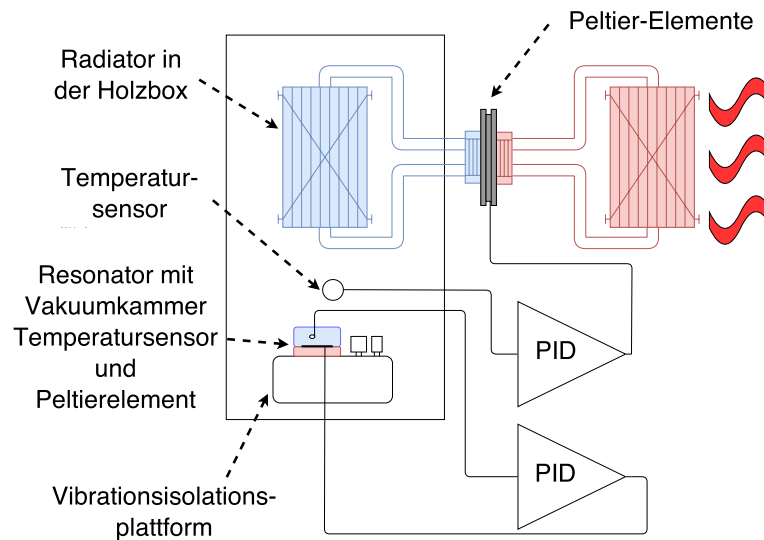 Peltier-Elemente
Radiator in
der Holzbox
Temperatur-
sensor
Resonator mit
Vakuumkammer
Temperatursensor
und
Peltierelement
PID
PID
Vibrationsisolations-
plattform